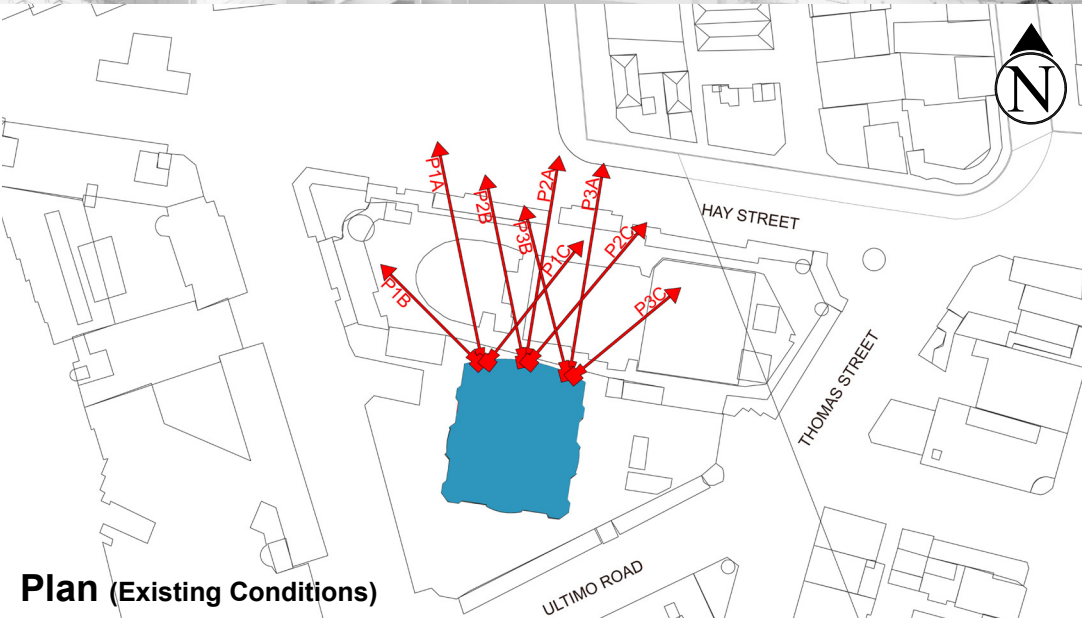 N
P1A
P2A
P2B
P3A
P3B
HAY STREET
P1C
P2C
P1B
P3C
THOMAS STREET
ULTIMO ROAD
Plan (Existing Conditions)